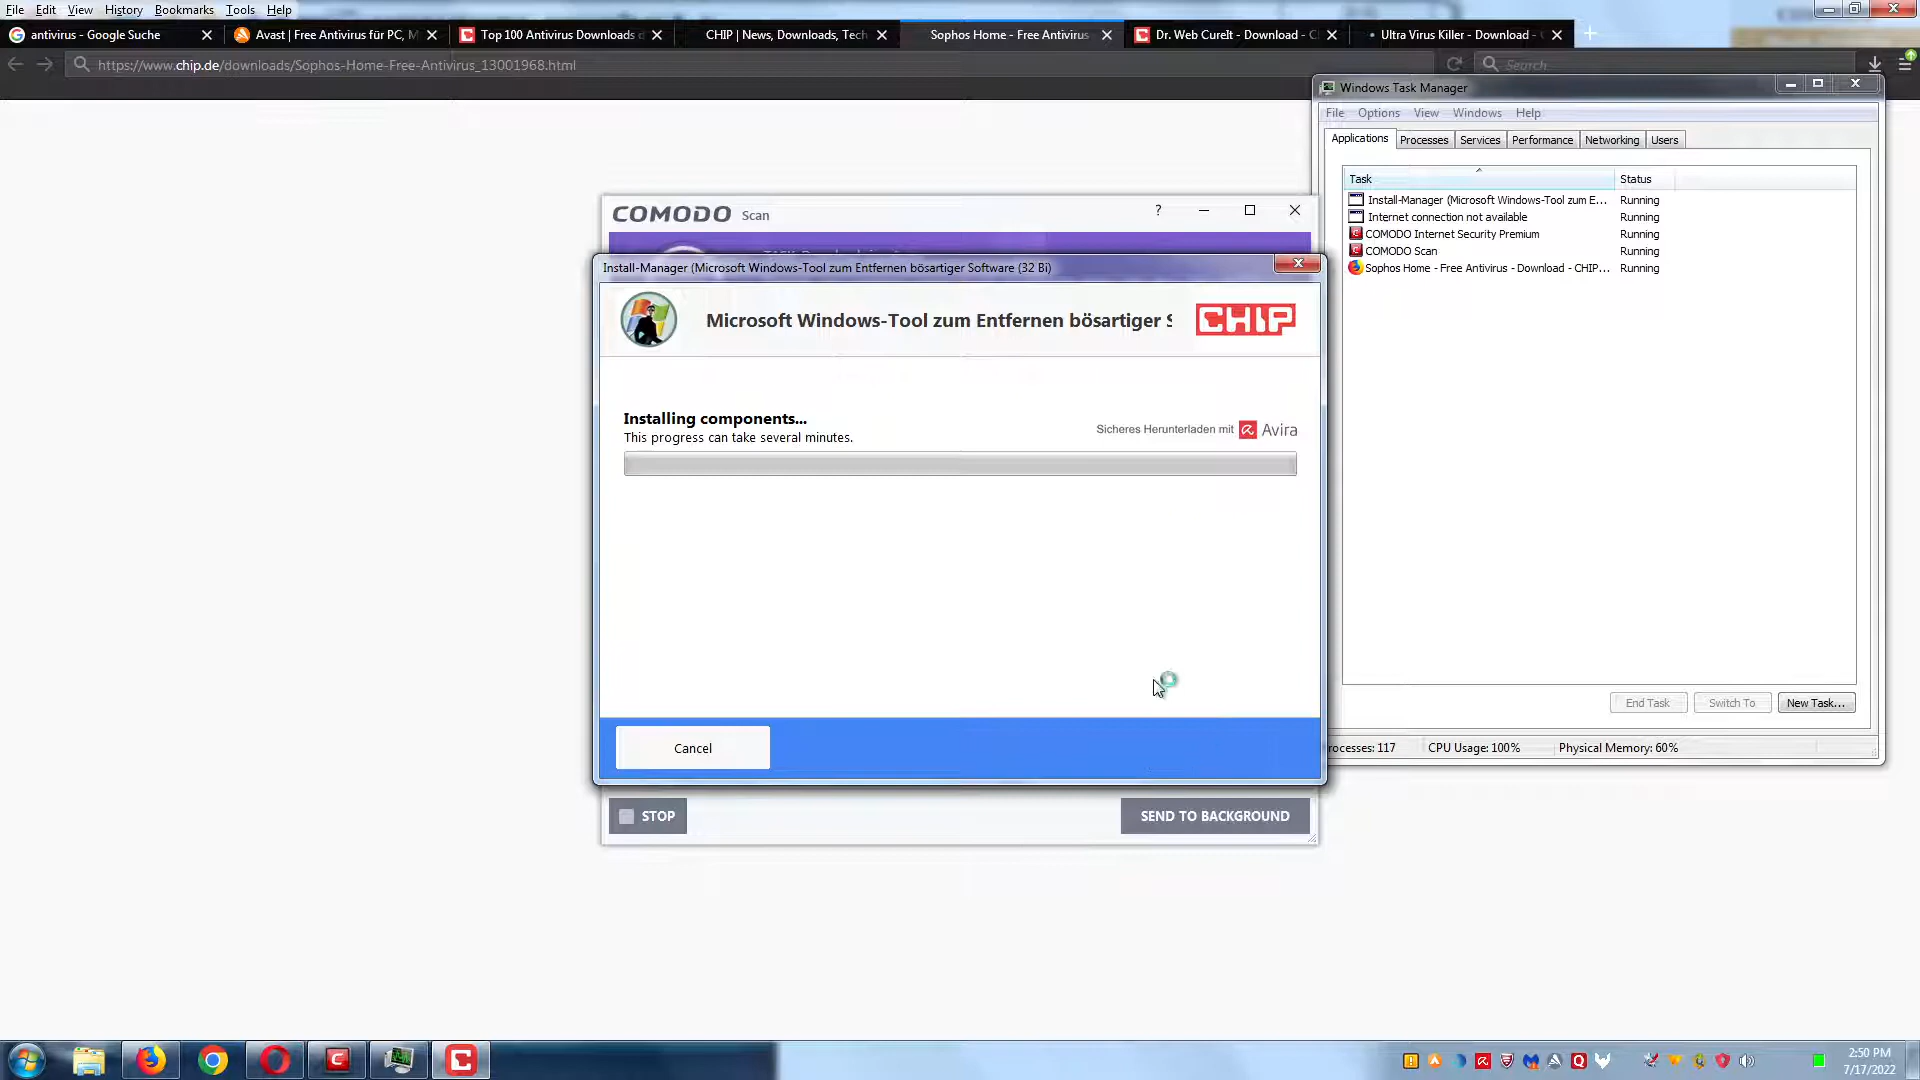 File Edit View History Bookmarks Tools Help
antivirus - Google Suche
Avast | Free Antivirus für PC, M
Top 100 Antivirus Downloads d
CHIP | News, Downloads, Tech
Sophos Home - Free Antivirus
Dr. Web CureIt - Download - C
Ultra Virus Killer - Download -
https://www.chip.de/downloads/Sophos-Home-Free-Antivirus_13001968.html
Search
Windows Task Manager
File Options View Windows Help
Applications Processes Services Performance Networking Users
Task Status
Install-Manager (Microsoft Windows-Tool zum E... Running
Internet connection not available Running
COMODO Internet Security Premium Running
COMODO Scan Running
Sophos Home - Free Antivirus - Download - CHIP... Running
End Task Switch To New Task...
rocesses: 117 CPU Usage: 100% Physical Memory: 60%
COMODO Scan
?
Install-Manager (Microsoft Windows-Tool zum Entfernen bösartiger Software (32 Bi)
Microsoft Windows-Tool zum Entfernen bösartiger S
CHIP
Installing components...
This progress can take several minutes.
Sicheres Herunterladen mit Avira
Cancel
STOP
SEND TO BACKGROUND
2:50 PM
7/17/2022